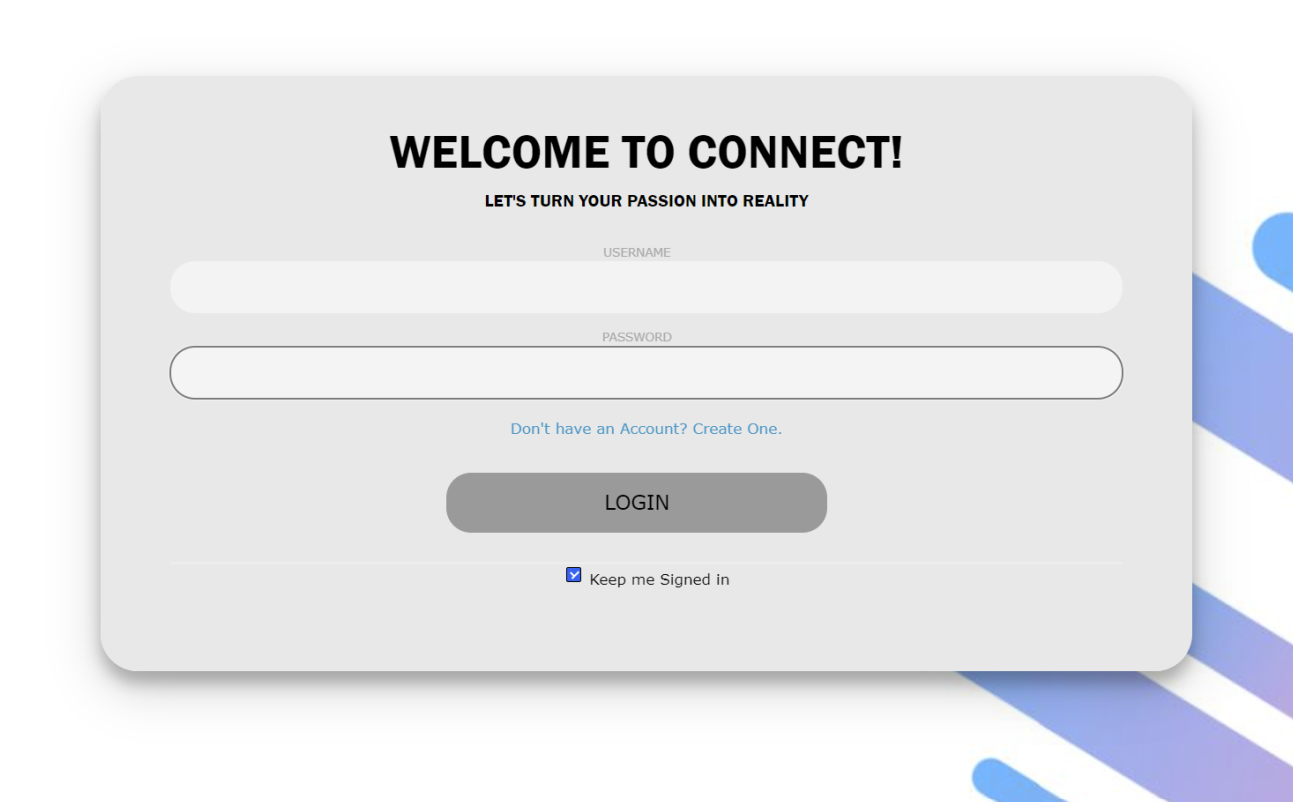 WELCOME TO CONNECT!
LET'S TURN YOUR PASSION INTO REALITY
USERNAME
PASSWORD
Don't have an Account? Create One.
LOGIN
Keep me Signed in